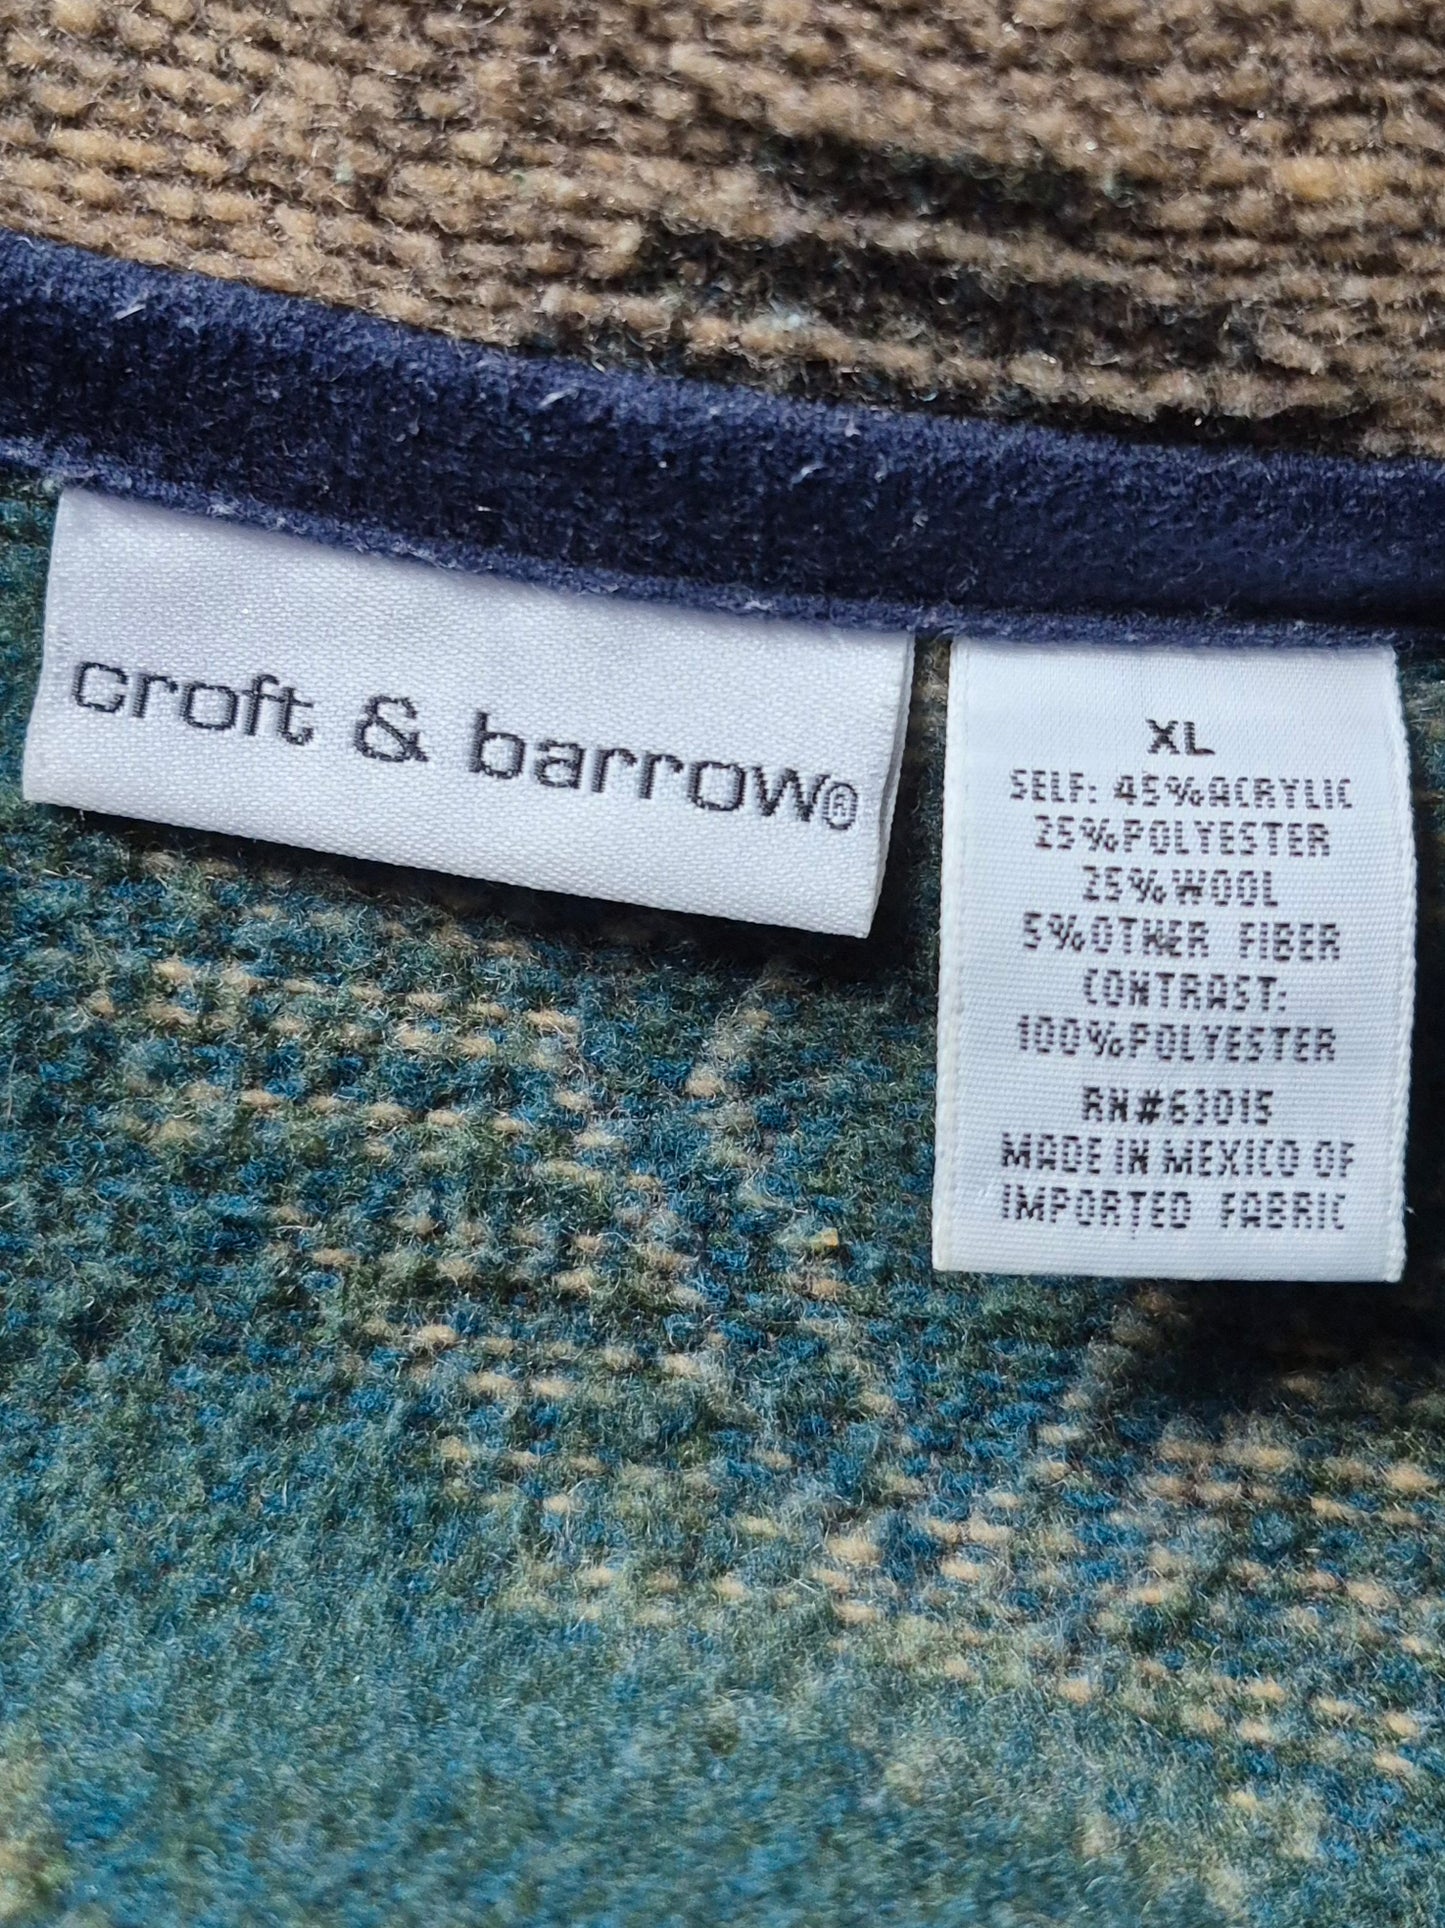 croft & barrow®
XL
SELF: 45%ACRYLIC
25%POLYESTER
25%WOOL
5%OTHER FIBER
CONTRAST:
100%POLYESTER
RN#63015
MADE IN MEXICO OF
IMPORTED FABRIC